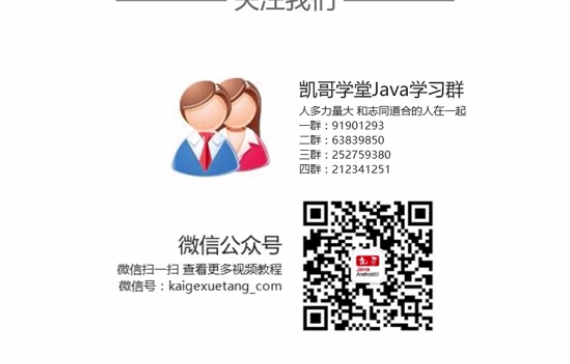 关注我们
凯哥学堂Java学习群
人多力量大 和志同道合的人在一起
一群：91901293
二群：63839850
三群：252759380
四群：212341251
微信公众号
微信扫一扫 查看更多视频教程
微信号：kaigexuetang_com
Java